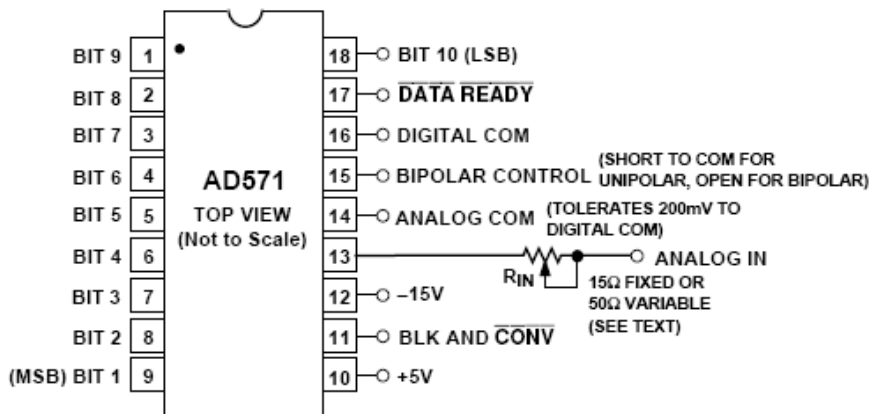 BIT 9 1
18 BIT 10 (LSB)
BIT 8 2
17 DATA READY
BIT 7 3
16 DIGITAL COM
BIT 6 4
AD571
15 BIPOLAR CONTROL
(SHORT TO COM FOR
UNIPOLAR, OPEN FOR BIPOLAR)
BIT 5 5
TOP VIEW
(Not to Scale)
14 ANALOG COM
(TOLERATES 200mV TO
DIGITAL COM)
BIT 4 6
13
RIN
ANALOG IN
15Ω FIXED OR
50Ω VARIABLE
(SEE TEXT)
BIT 3 7
12 –15V
BIT 2 8
11 BLK AND CONV
(MSB) BIT 1 9
10 +5V